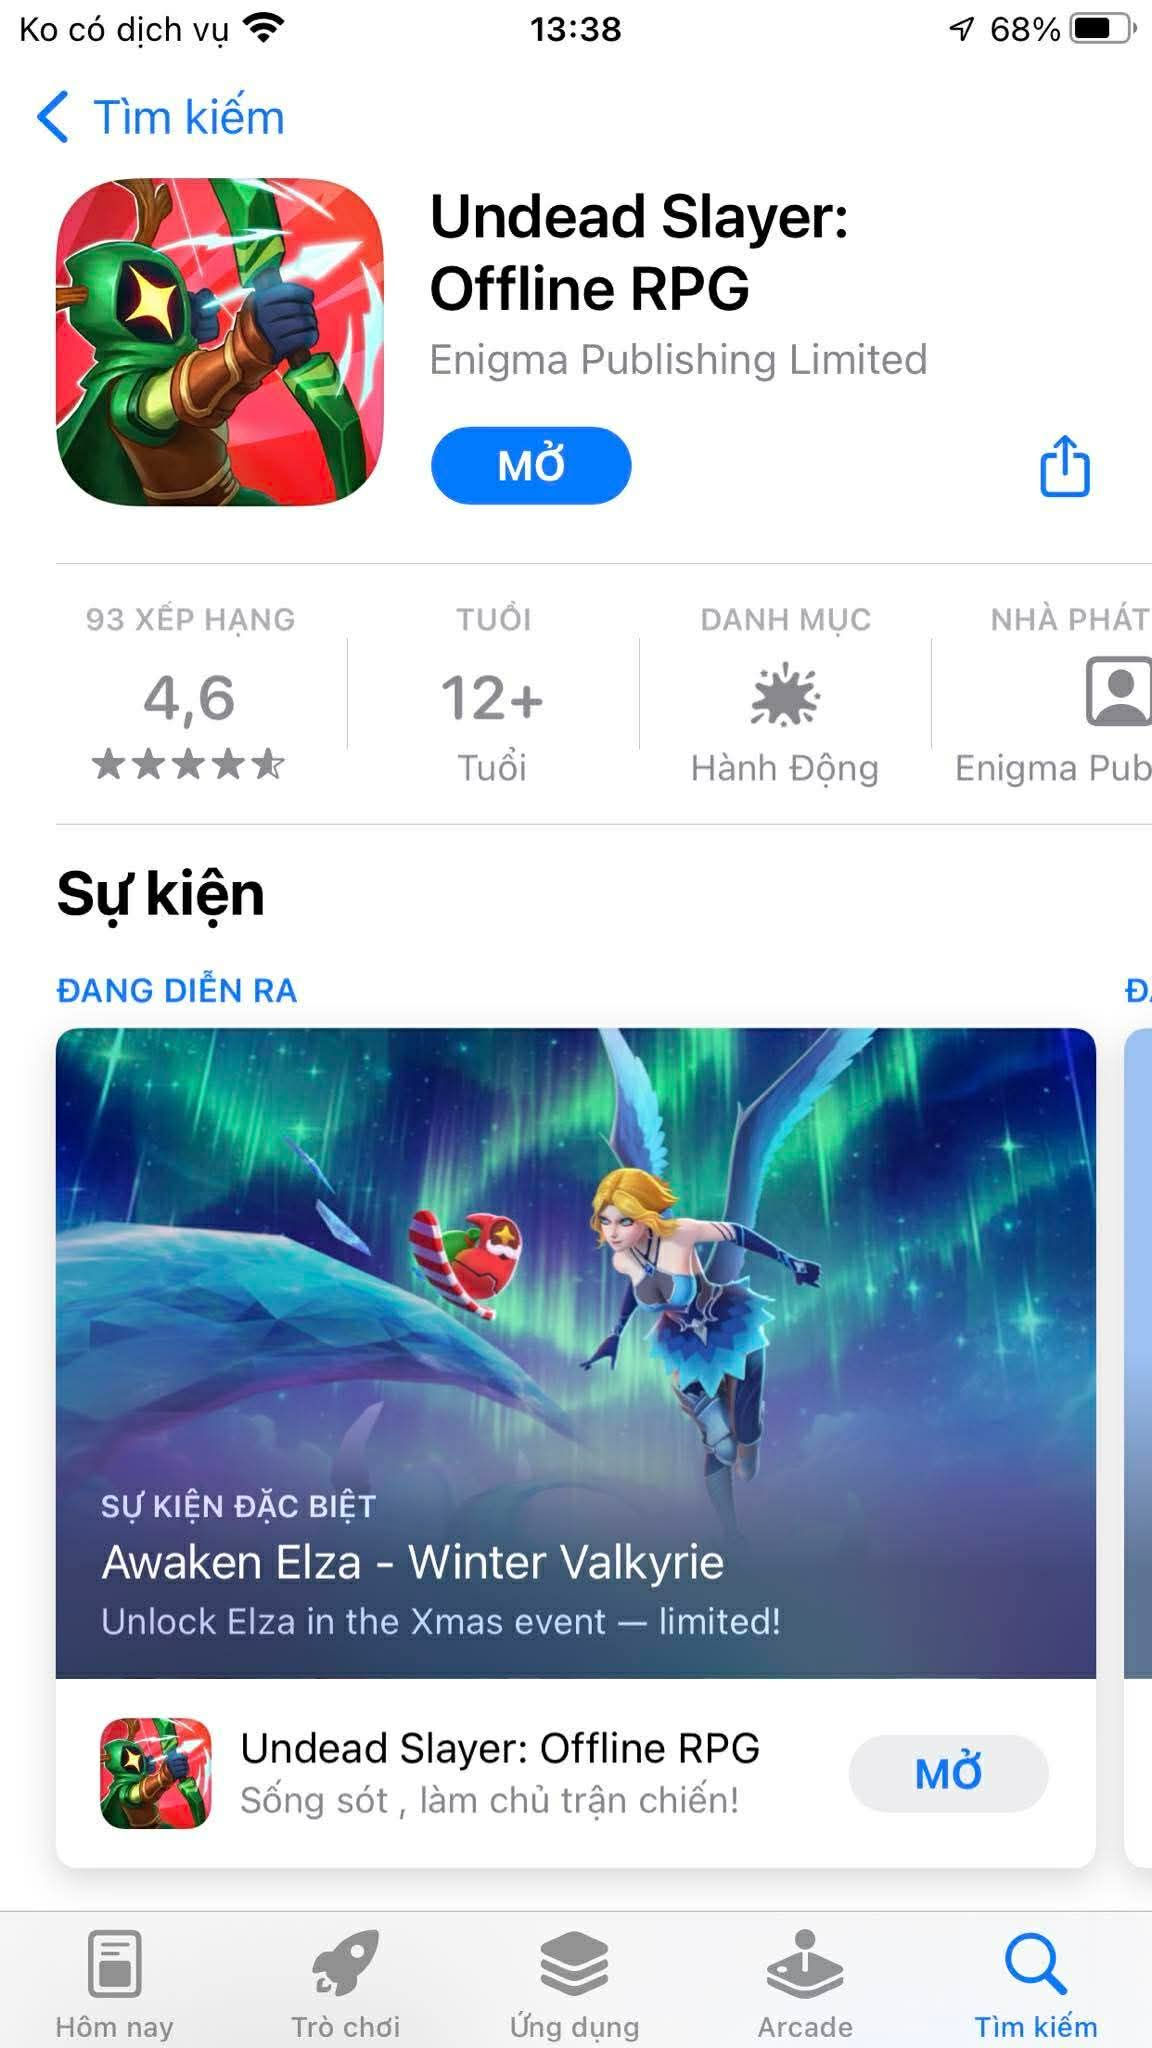 Ko có dịch vụ
13:38
68%
Tìm kiếm
Undead Slayer:
Offline RPG
Enigma Publishing Limited
MỞ
93 XẾP HẠNG
4,6
TUỔI
12+
Tuổi
DANH MỤC
Hành Động
NHÀ PHÁT
Enigma Pub
Sự kiện
ĐANG DIỄN RA
SỰ KIỆN ĐẶC BIỆT
Awaken Elza - Winter Valkyrie
Unlock Elza in the Xmas event — limited!
Undead Slayer: Offline RPG
Sống sót , làm chủ trận chiến!
MỞ
Hôm nay
Trò chơi
Ứng dụng
Arcade
Tìm kiếm